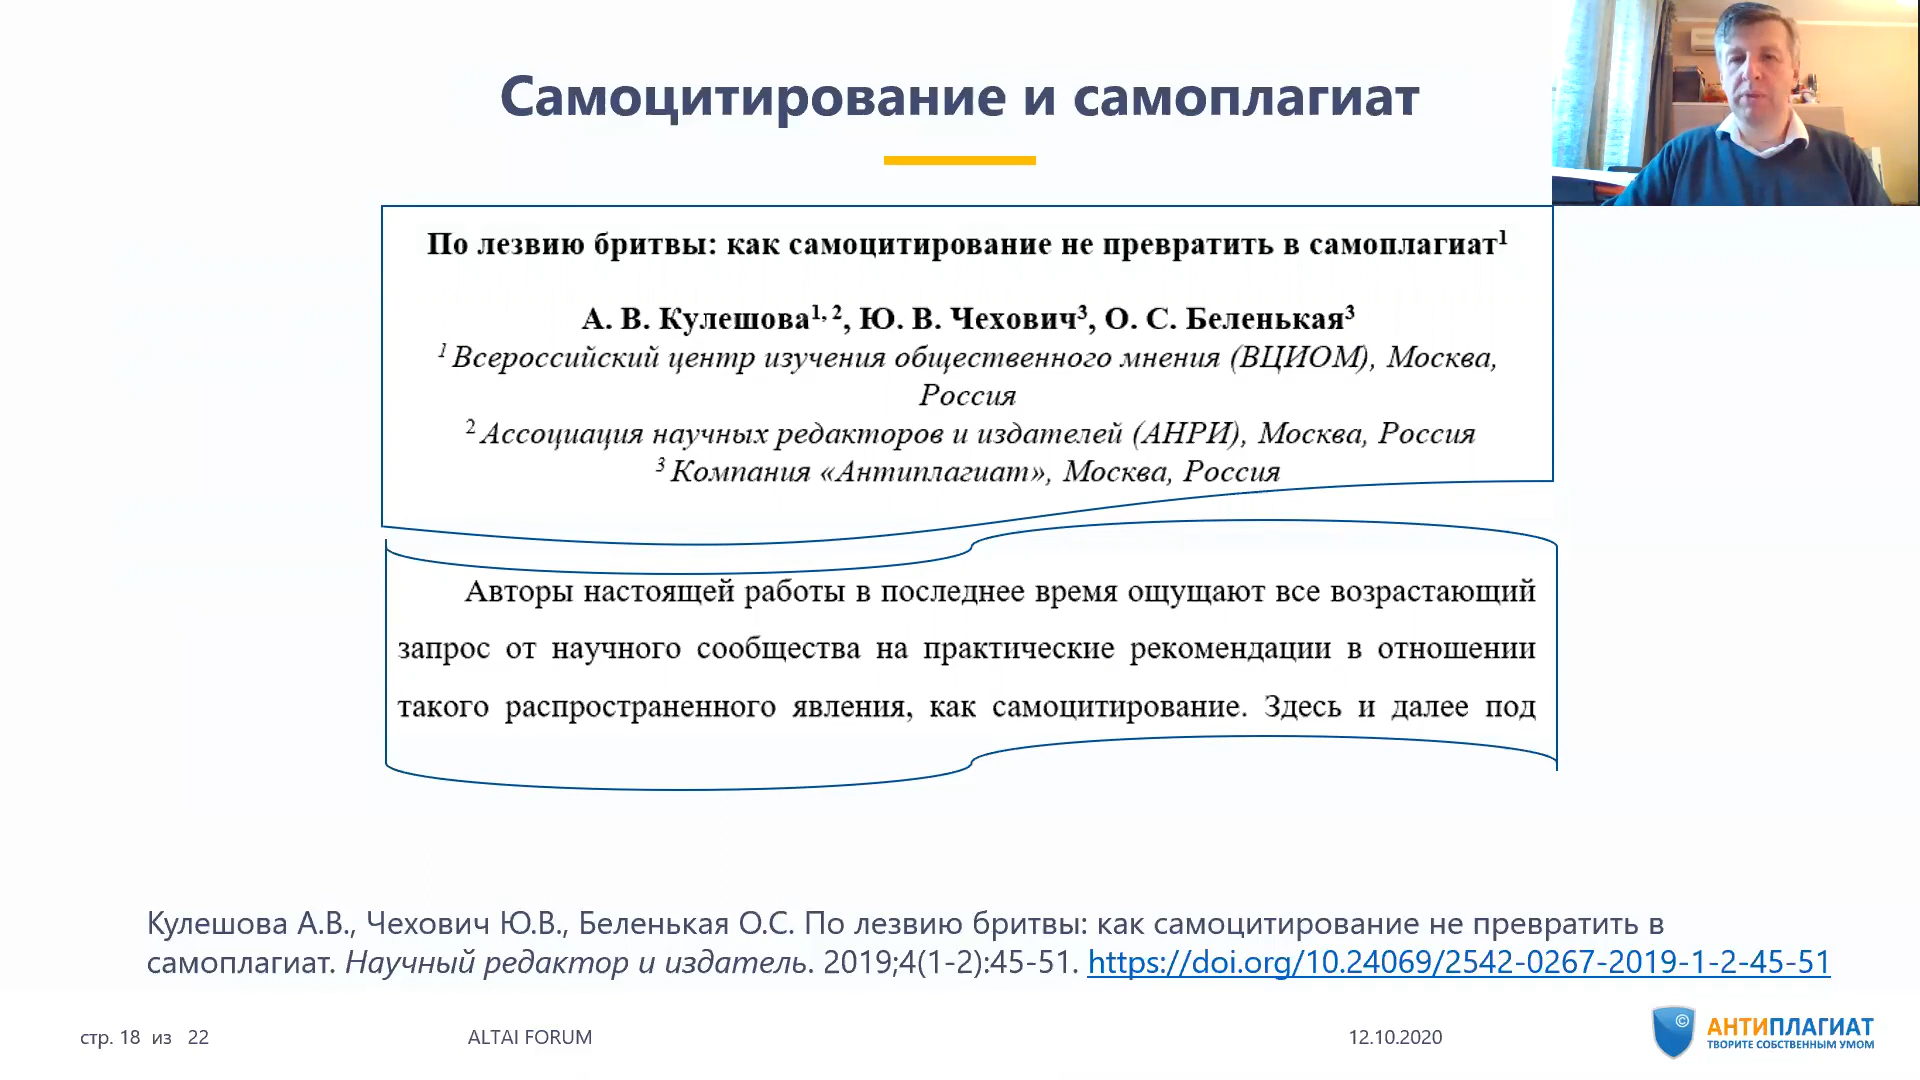 Самоцитирование и самоплагиат
По лезвию бритвы: как самоцитирование не превратить в самоплагиат¹
А. В. Кулешова¹˒ ², Ю. В. Чехович³, О. С. Беленькая³
¹ Всероссийский центр изучения общественного мнения (ВЦИОМ), Москва,
Россия
² Ассоциация научных редакторов и издателей (АНРИ), Москва, Россия
³ Компания «Антиплагиат», Москва, Россия
Авторы настоящей работы в последнее время ощущают все возрастающий
запрос от научного сообщества на практические рекомендации в отношении
такого распространенного явления, как самоцитирование. Здесь и далее под
Кулешова А.В., Чехович Ю.В., Беленькая О.С. По лезвию бритвы: как самоцитирование не превратить в
самоплагиат. Научный редактор и издатель. 2019;4(1-2):45-51. https://doi.org/10.24069/2542-0267-2019-1-2-45-51
стр. 18 из 22
ALTAI FORUM
12.10.2020
©
АНТИПЛАГИАТ
ТВОРИТЕ СОБСТВЕННЫМ УМОМ